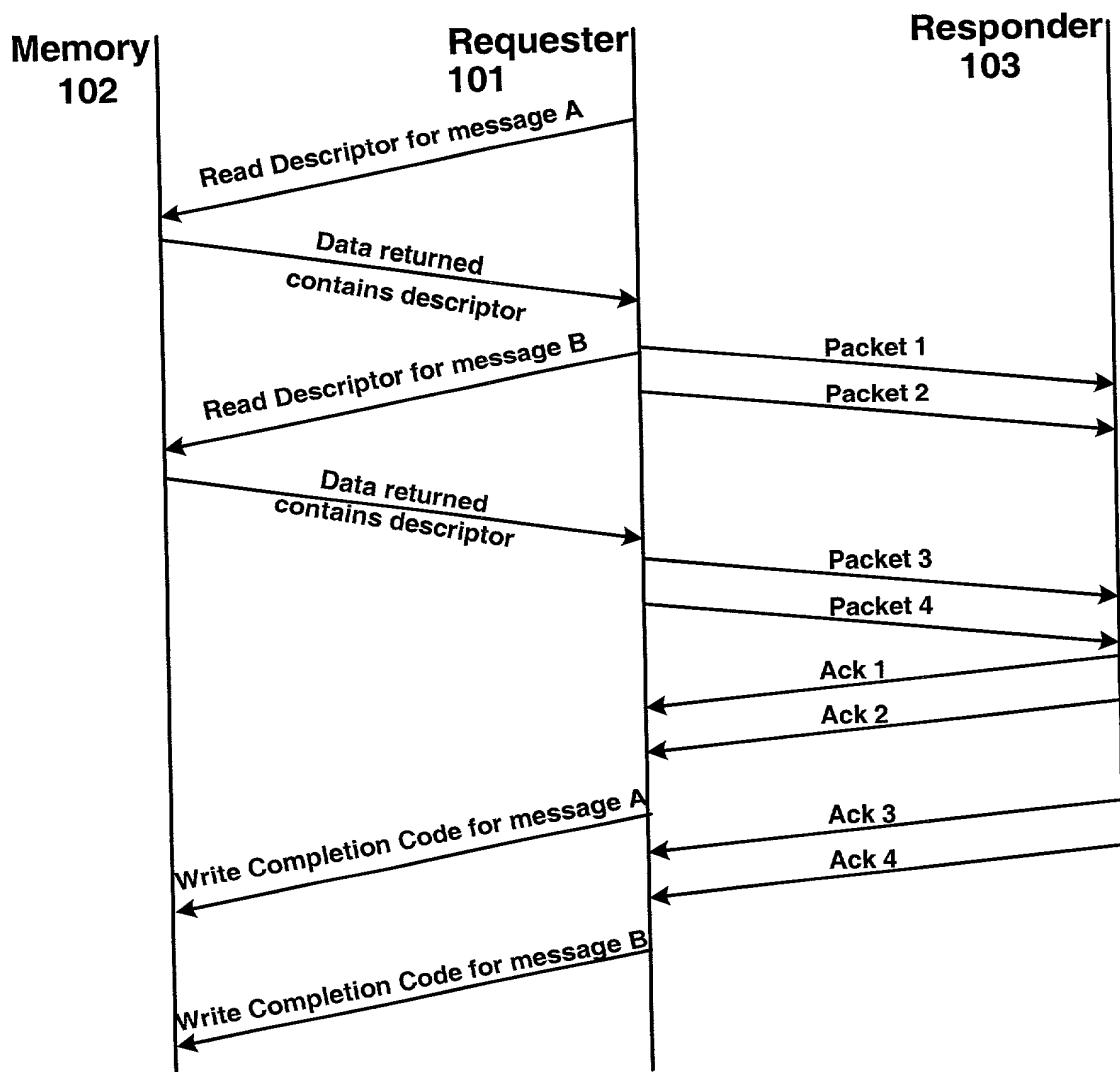 Memory
102
Requester
101
Responder
103
Read Descriptor for message A
Data returned
contains descriptor
Packet 1
Read Descriptor for message B
Packet 2
Data returned
contains descriptor
Packet 3
Packet 4
Ack 1
Ack 2
Write Completion Code for message A
Ack 3
Ack 4
Write Completion Code for message B